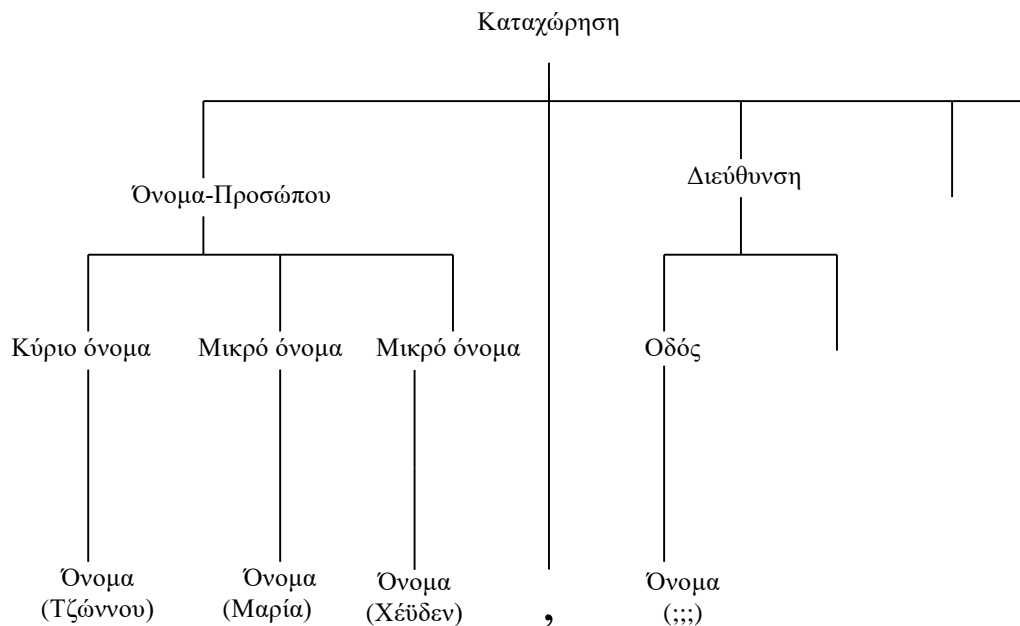 Καταχώρηση
Όνομα-Προσώπου
Διεύθυνση
Κύριο όνομα
Μικρό όνομα
Μικρό όνομα
Οδός
Όνομα
(Τζώννου)
Όνομα
(Μαρία)
Όνομα
(Χέϋδεν)
,
Όνομα
(;;;)